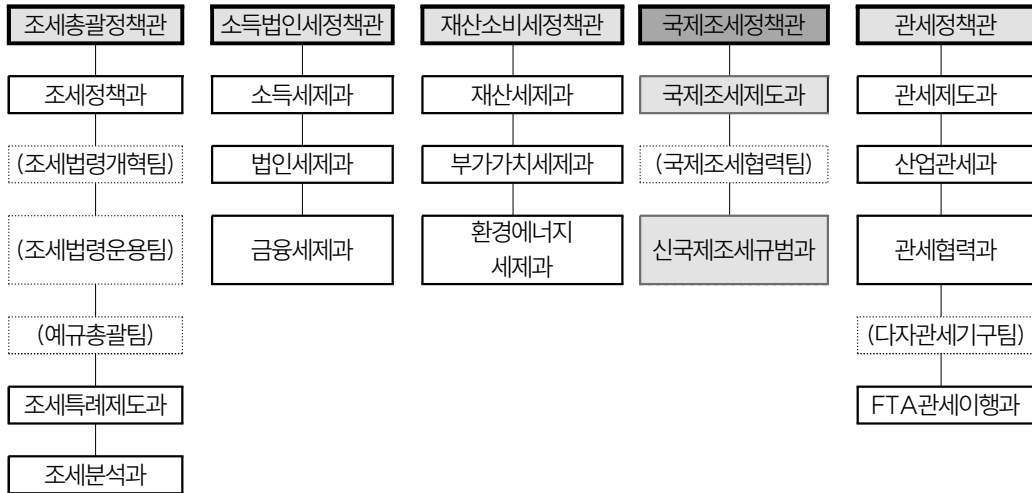 조세총괄정책관
조세정책과
(조세법령개혁팀)
(조세법령운용팀)
(예규총괄팀)
조세특례제도과
조세분석과
소득법인세정책관
소득세제과
법인세제과
금융세제과
재산소비세정책관
재산세제과
부가가치세제과
환경에너지
세제과
국제조세정책관
국제조세제도과
(국제조세협력팀)
신국제조세규범과
관세정책관
관세제도과
산업관세과
관세협력과
(다자관세기구팀)
FTA관세이행과